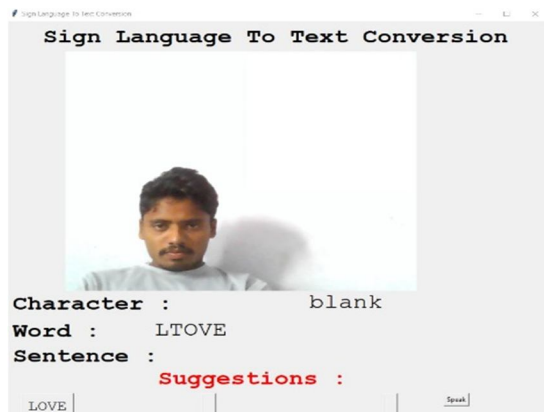 Sign Language To Text Conversion
Sign Language To Text Conversion
Character : blank
Word : LTOVE
Sentence :
Suggestions :
LOVE Speak